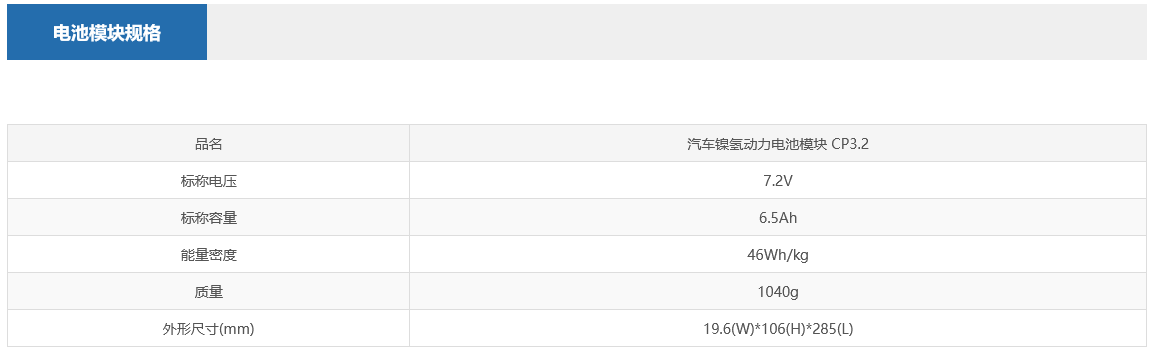 电池模块规格
品名 汽车镍氢动力电池模块 CP3.2
标称电压 7.2V
标称容量 6.5Ah
能量密度 46Wh/kg
质量 1040g
外形尺寸(mm) 19.6(W)*106(H)*285(L)